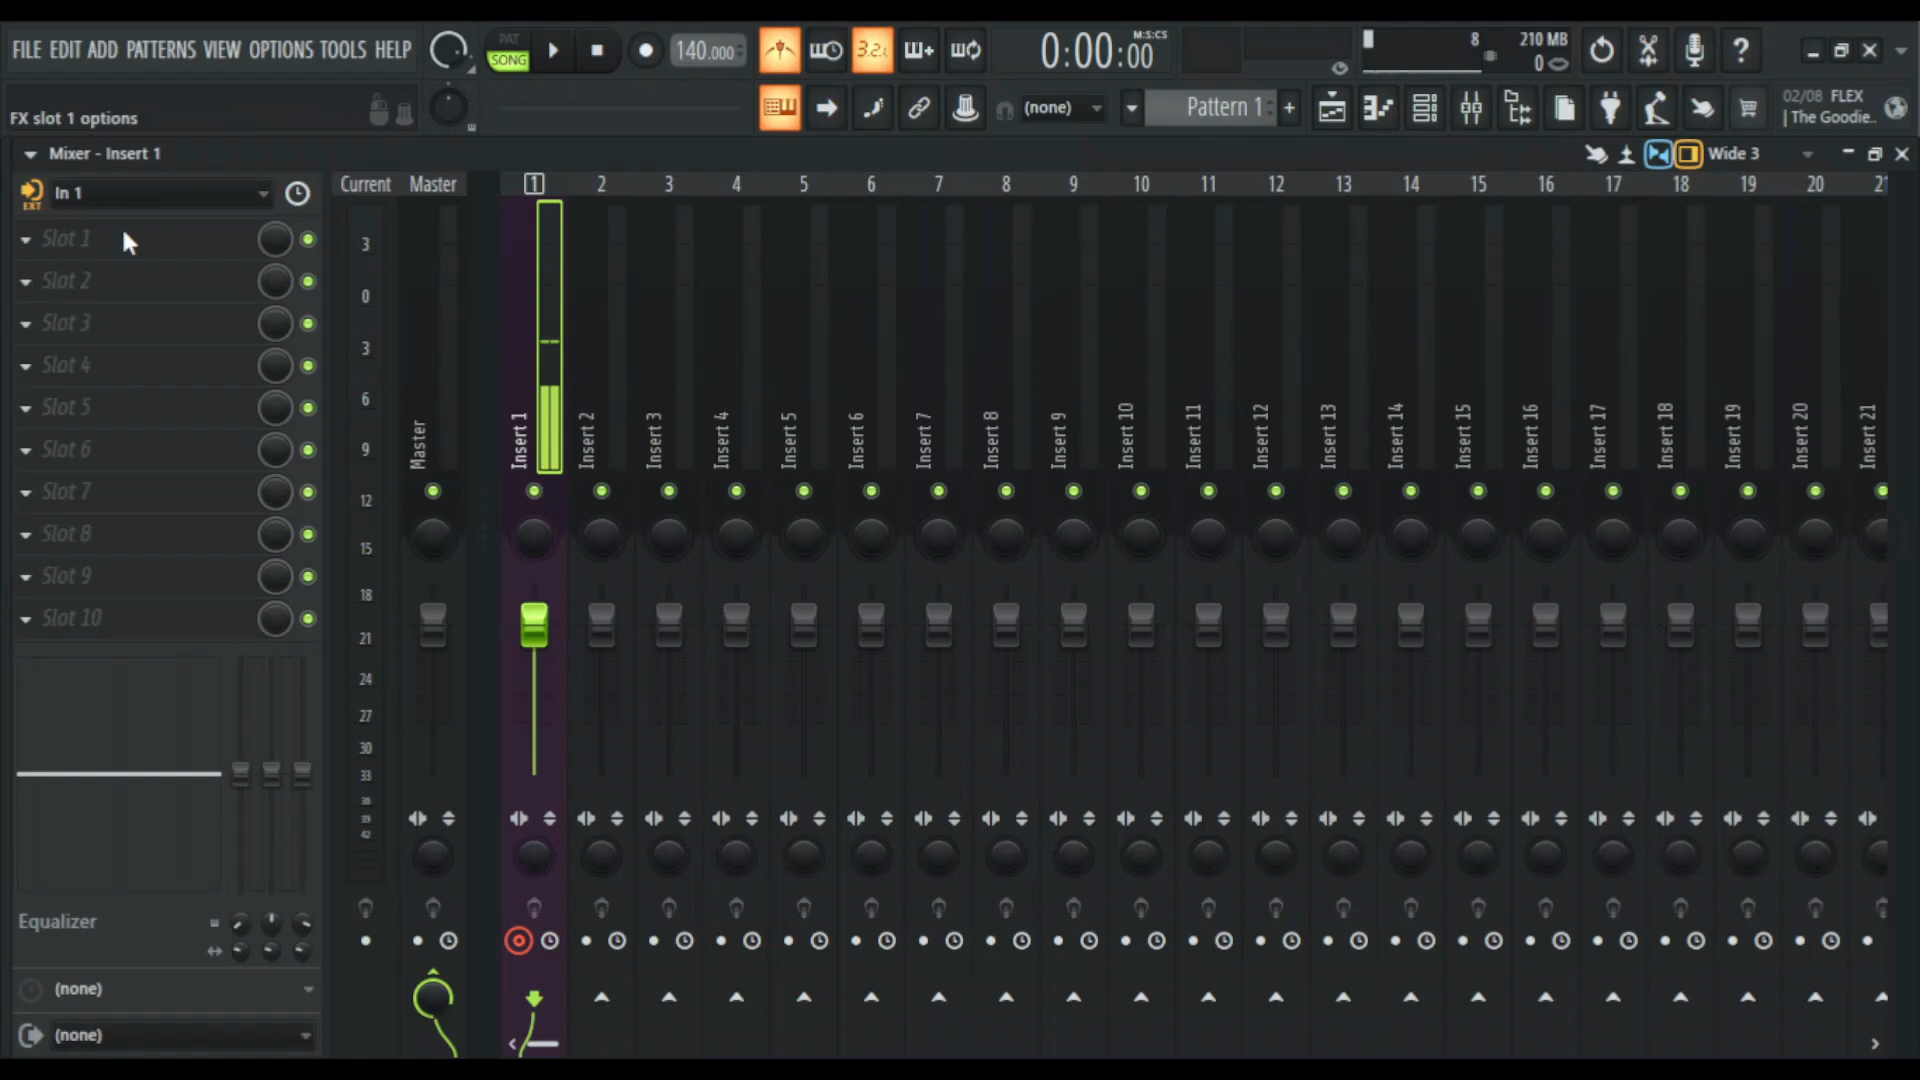 FILE EDIT ADD PATTERNS VIEW OPTIONS TOOLS HELP
PAT
SONG
140.000
3.2.
0:00:00
M:S:CS
8
210 MB
0
FX slot 1 options
(none)
Pattern 1
02/08 FLEX
| The Goodie..
Mixer - Insert 1
Wide 3
EXT
In 1
Current Master 1 2 3 4 5 6 7 8 9 10 11 12 13 14 15 16 17 18 19 20 21
Slot 1
Slot 2
Slot 3
Slot 4
Slot 5
Slot 6
Slot 7
Slot 8
Slot 9
Slot 10
3
0
3
6
9
12
15
18
21
24
27
30
33
36
39
42
Master
Insert 1
Insert 2
Insert 3
Insert 4
Insert 5
Insert 6
Insert 7
Insert 8
Insert 9
Insert 10
Insert 11
Insert 12
Insert 13
Insert 14
Insert 15
Insert 16
Insert 17
Insert 18
Insert 19
Insert 20
Insert 21
Equalizer
(none)
(none)